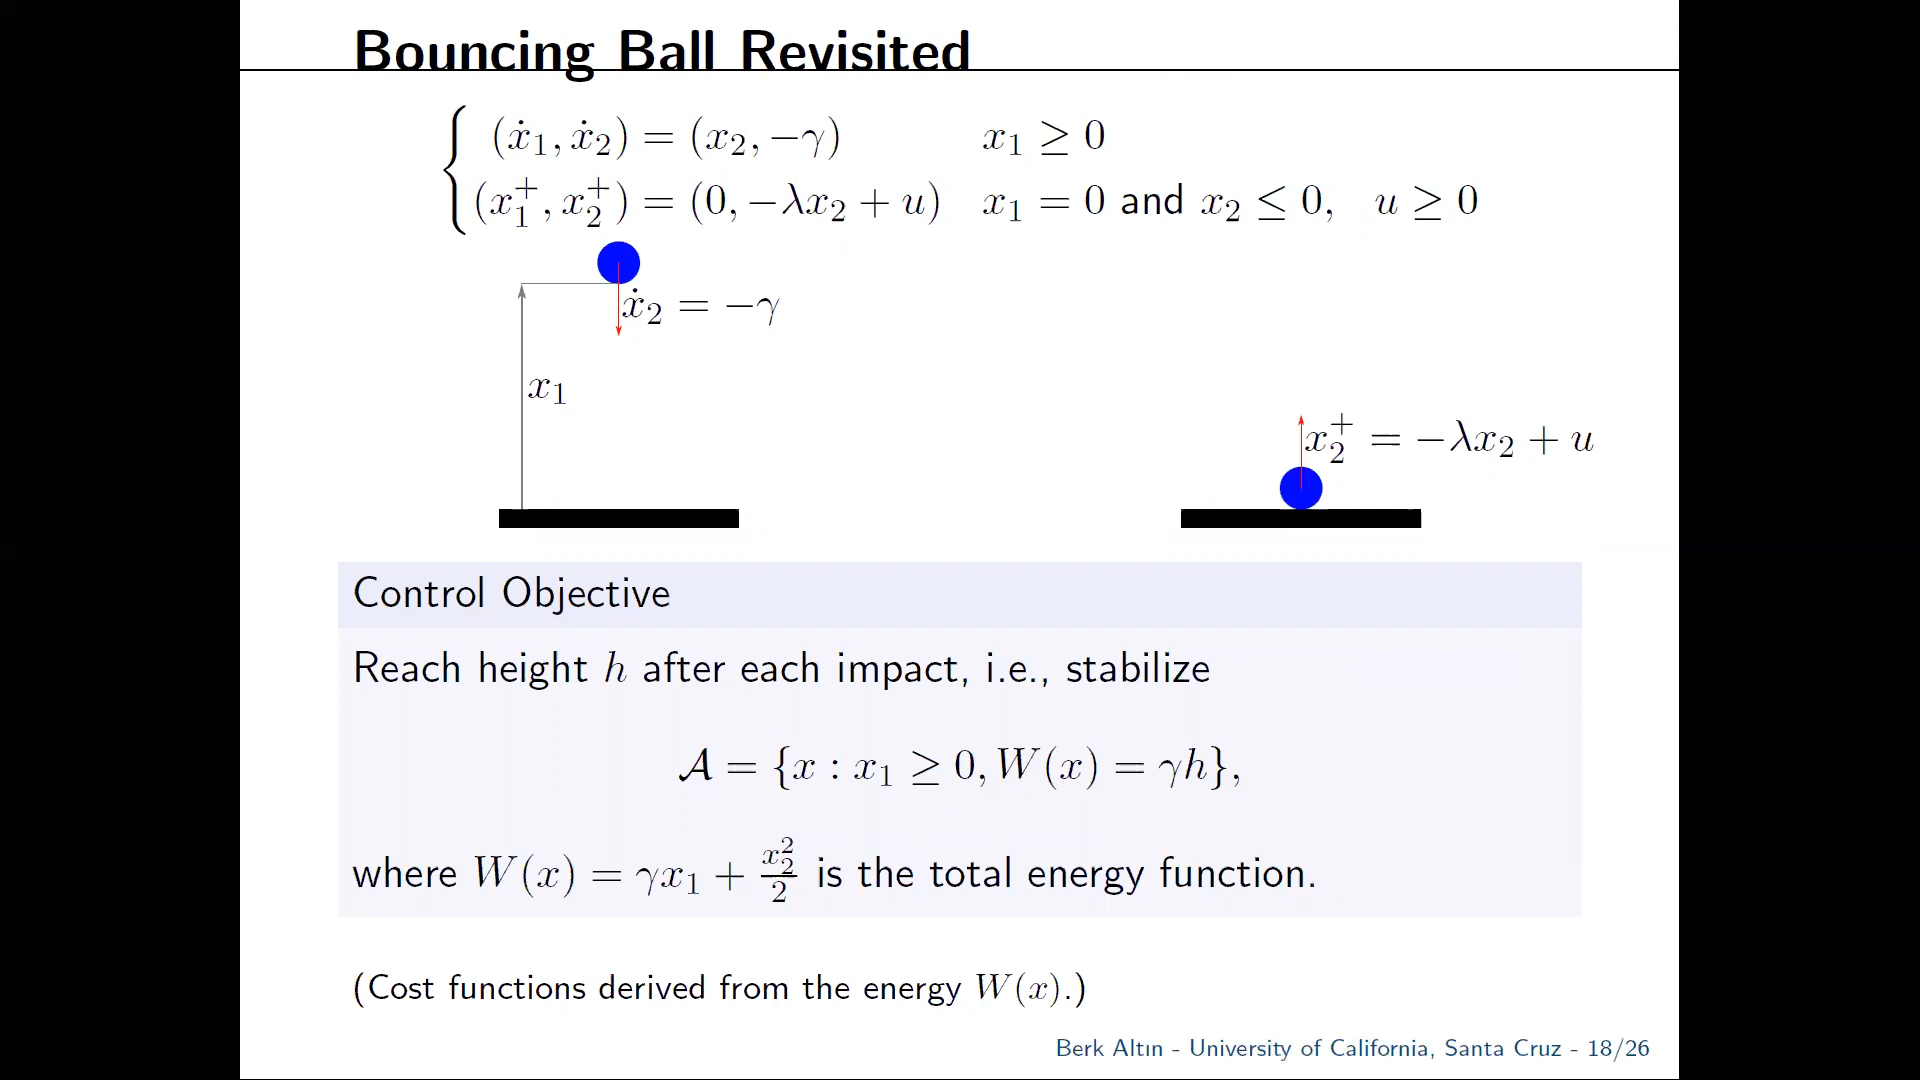 Bouncing Ball Revisited
(ẋ₁, ẋ₂) = (x₂, −γ) x₁ ≥ 0
(x₁⁺, x₂⁺) = (0, −λx₂ + u) x₁ = 0 and x₂ ≤ 0, u ≥ 0
ẋ₂ = −γ
x₁
x₂⁺ = −λx₂ + u
Control Objective
Reach height h after each impact, i.e., stabilize
𝒜 = {x : x₁ ≥ 0, W(x) = γh},
where W(x) = γx₁ + x₂²/2 is the total energy function.
(Cost functions derived from the energy W(x).)
Berk Altın - University of California, Santa Cruz - 18/26